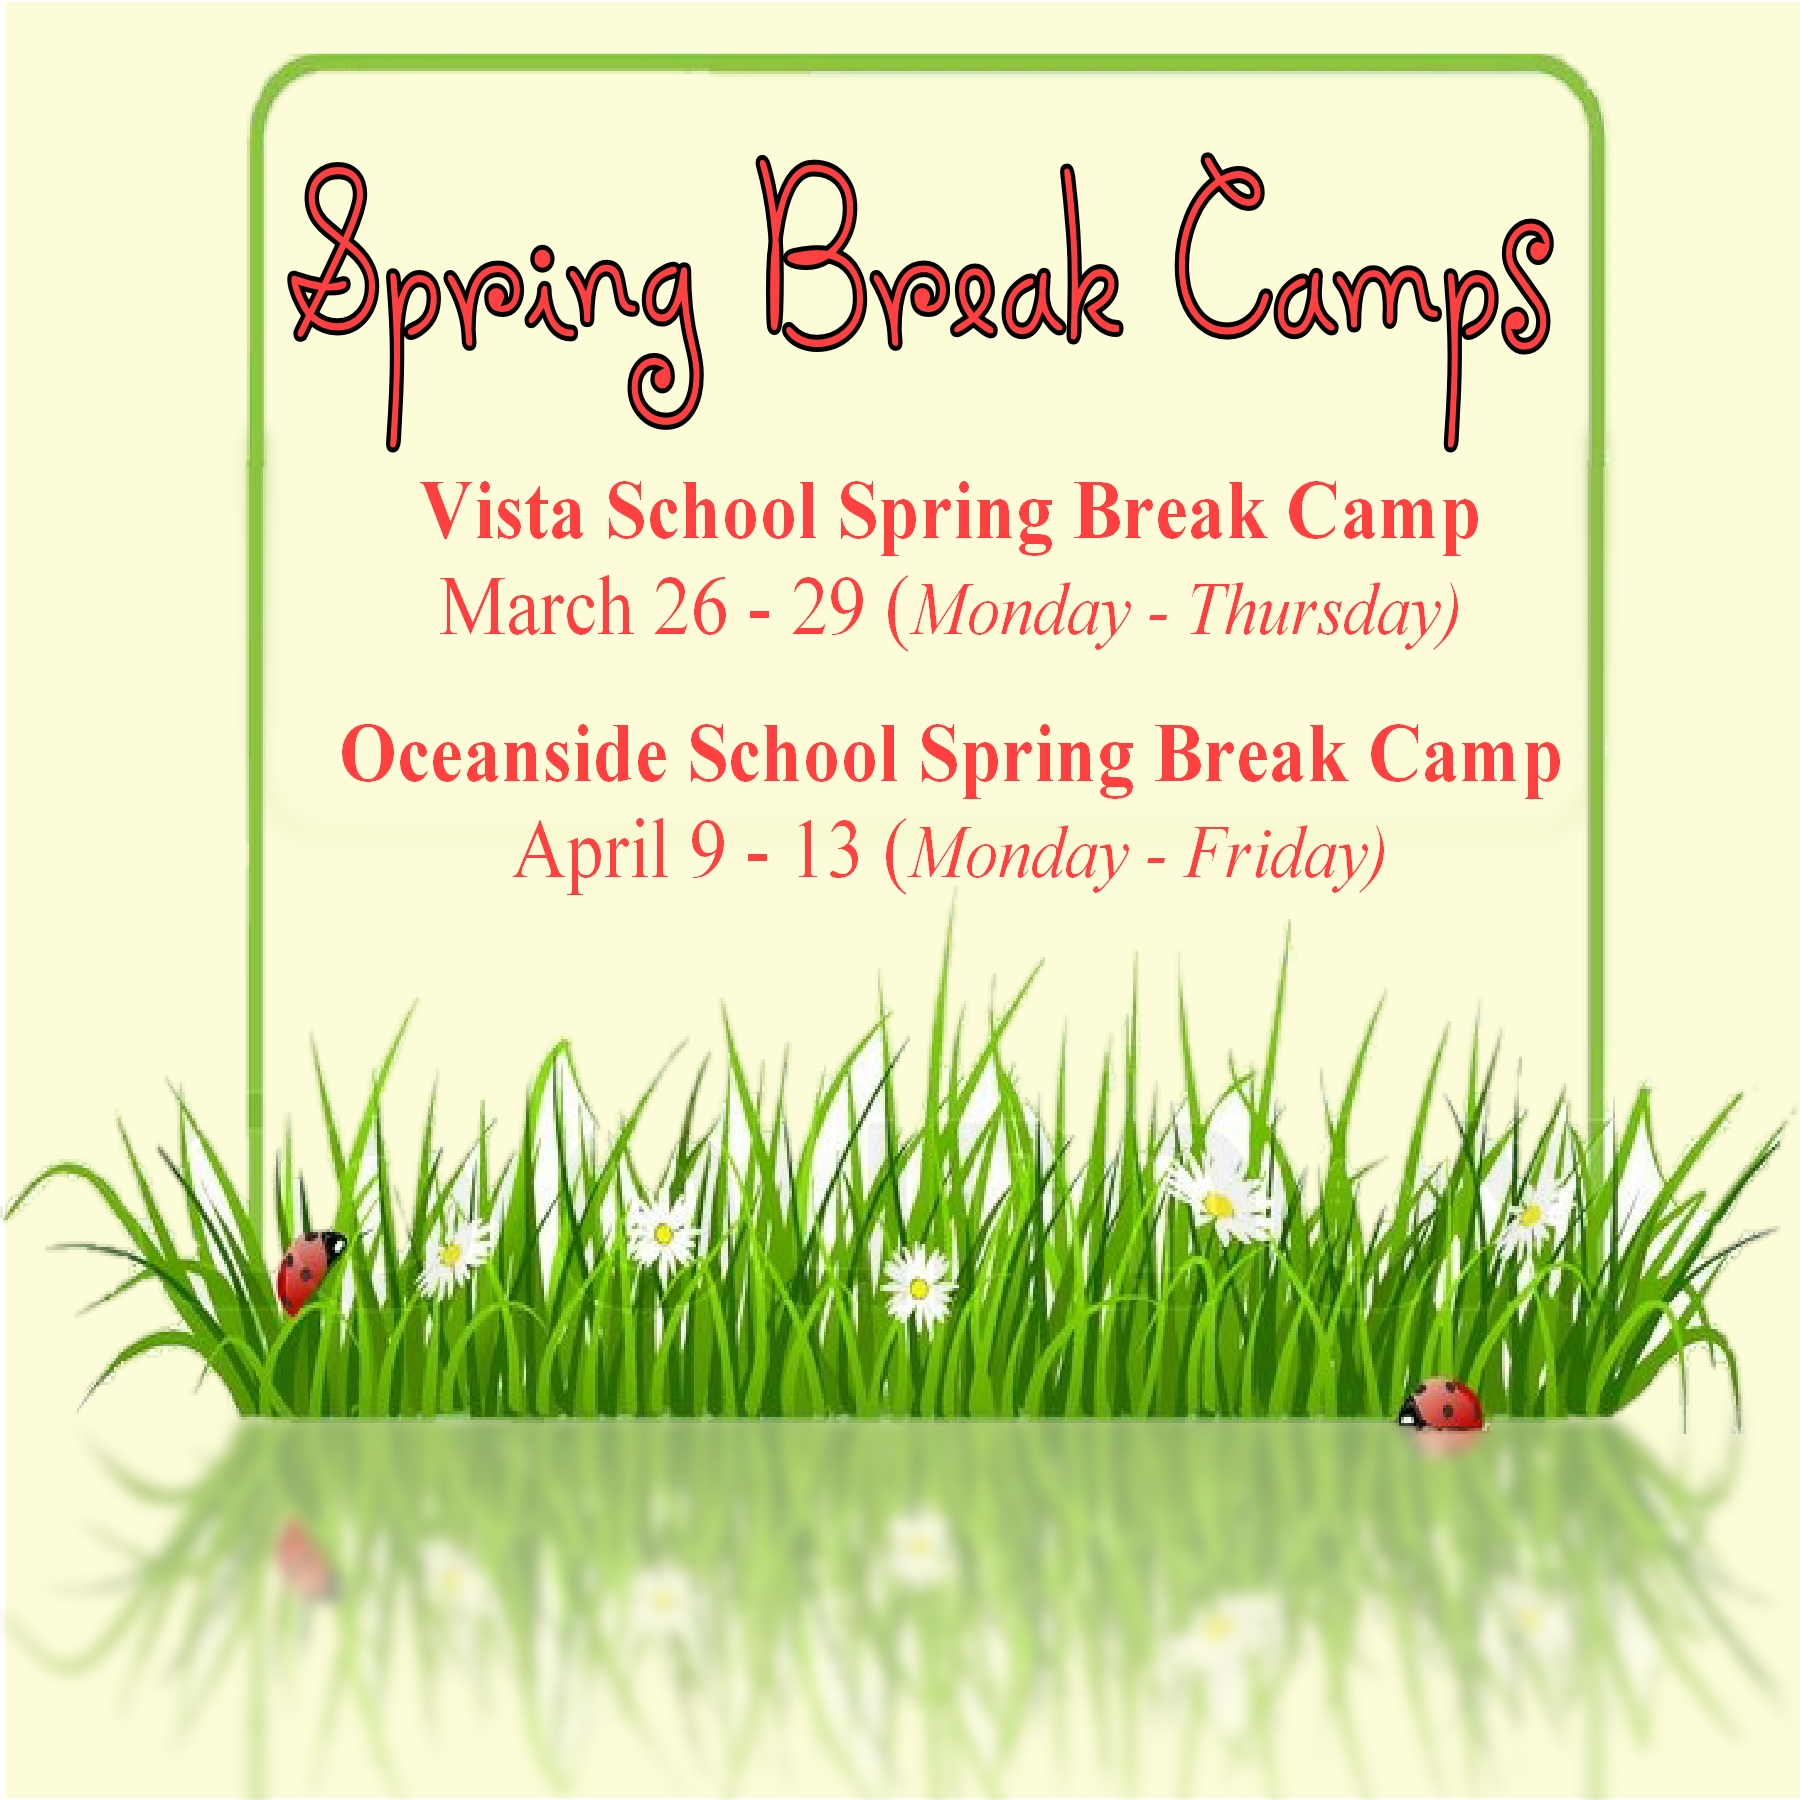 Spring Break Camps
Vista School Spring Break Camp
March 26 - 29 (Monday - Thursday)
Oceanside School Spring Break Camp
April 9 - 13 (Monday - Friday)